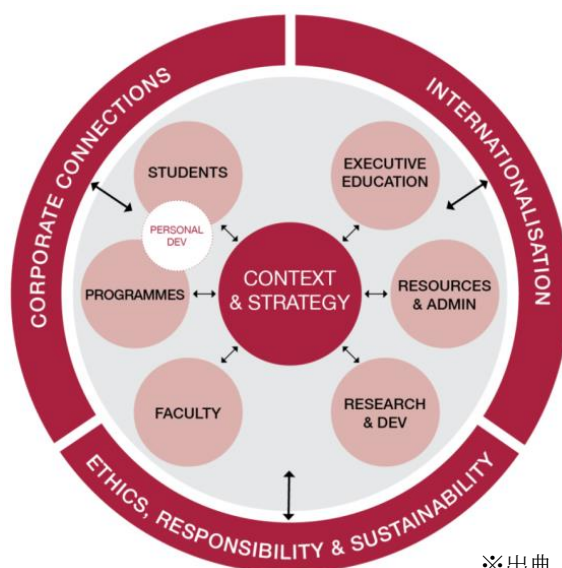 CORPORATE CONNECTIONS
INTERNATIONALISATION
STUDENTS
EXECUTIVE
EDUCATION
PERSONAL
DEV
CONTEXT
& STRATEGY
PROGRAMMES
RESOURCES
& ADMIN
FACULTY
RESEARCH
& DEV
ETHICS, RESPONSIBILITY & SUSTAINABILITY
※出典